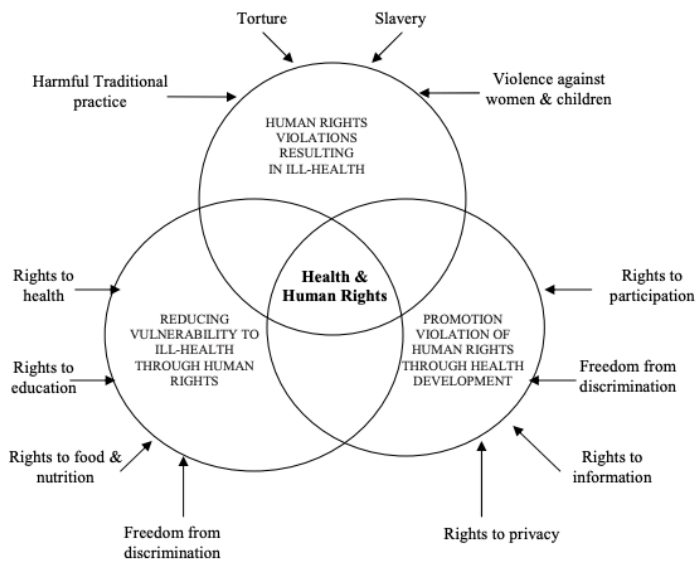 Torture
Slavery
Harmful Traditional
practice
Violence against
women & children
HUMAN RIGHTS
VIOLATIONS
RESULTING
IN ILL-HEALTH
Health &
Human Rights
Rights to
health
Rights to
participation
REDUCING
VULNERABILITY TO
ILL-HEALTH
THROUGH HUMAN
RIGHTS
PROMOTION
VIOLATION OF
HUMAN RIGHTS
THROUGH HEALTH
DEVELOPMENT
Rights to
education
Freedom from
discrimination
Rights to food &
nutrition
Rights to
information
Freedom from
discrimination
Rights to privacy